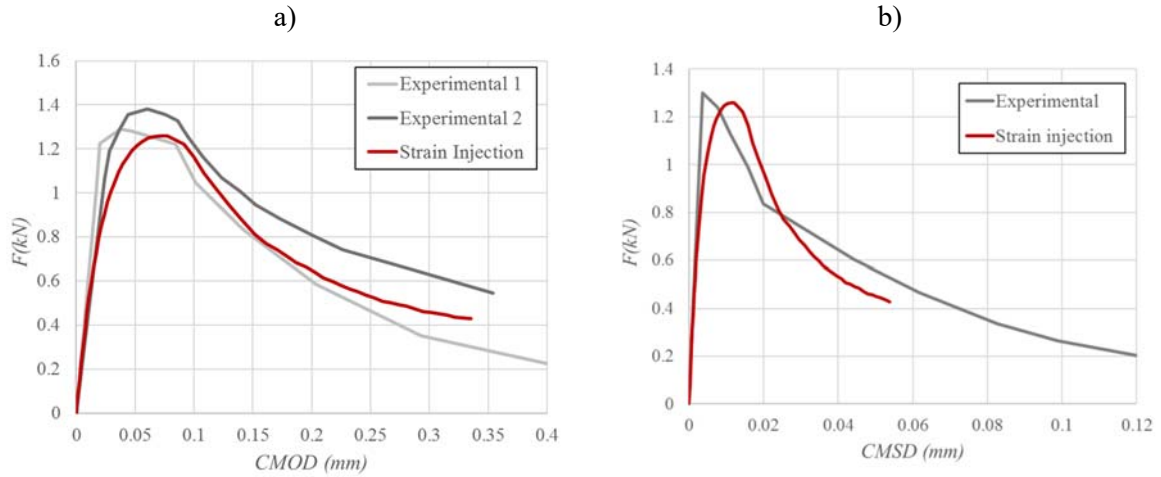 a)
1.6
1.4
1.2
1
0.8
0.6
0.4
0.2
0
F(kN)
0 0.05 0.1 0.15 0.2 0.25 0.3 0.35 0.4
CMOD (mm)
Experimental 1
Experimental 2
Strain Injection
b)
1.4
1.2
1
0.8
0.6
0.4
0.2
0
F(kN)
0 0.02 0.04 0.06 0.08 0.1 0.12
CMSD (mm)
Experimental
Strain injection